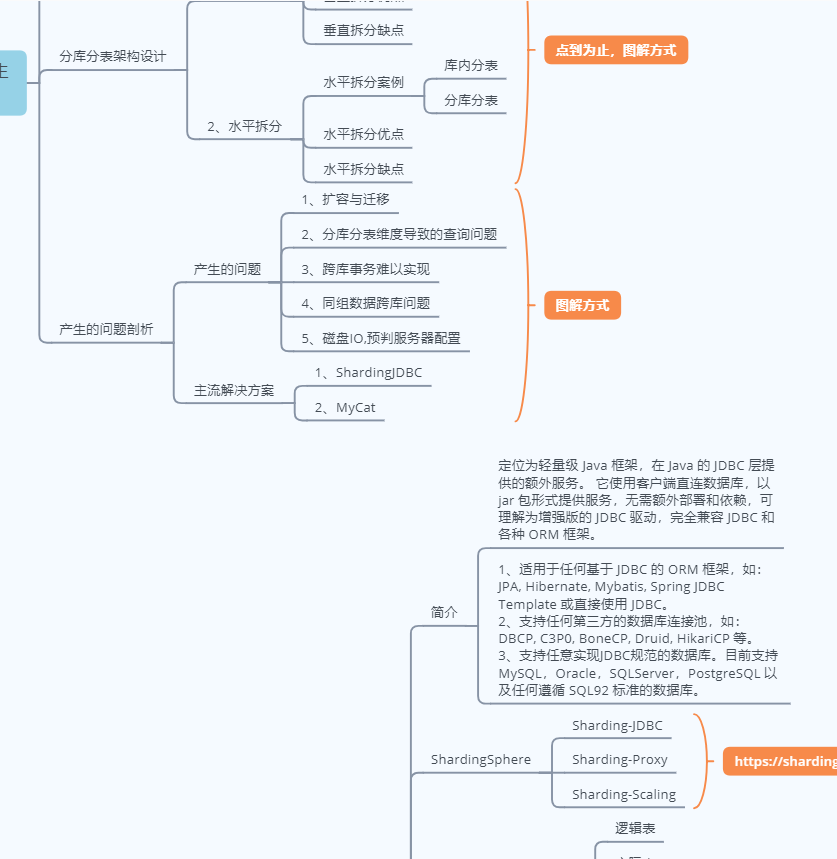 垂直拆分缺点
分库分表架构设计
生
点到为止，图解方式
库内分表
水平拆分案例
分库分表
2、水平拆分
水平拆分优点
水平拆分缺点
1、扩容与迁移
2、分库分表维度导致的查询问题
产生的问题
3、跨库事务难以实现
4、同组数据跨库问题
图解方式
产生的问题剖析
5、磁盘IO,预判服务器配置
1、ShardingJDBC
主流解决方案
2、MyCat
定位为轻量级 Java 框架，在 Java 的 JDBC 层提
供的额外服务。 它使用客户端直连数据库，以
jar 包形式提供服务，无需额外部署和依赖，可
理解为增强版的 JDBC 驱动，完全兼容 JDBC 和
各种 ORM 框架。
简介
1、适用于任何基于 JDBC 的 ORM 框架，如：
JPA, Hibernate, Mybatis, Spring JDBC
Template 或直接使用 JDBC。
2、支持任何第三方的数据库连接池，如：
DBCP, C3P0, BoneCP, Druid, HikariCP 等。
3、支持任意实现JDBC规范的数据库。目前支持
MySQL，Oracle，SQLServer，PostgreSQL 以
及任何遵循 SQL92 标准的数据库。
Sharding-JDBC
ShardingSphere
Sharding-Proxy
https://sharding
Sharding-Scaling
逻辑表